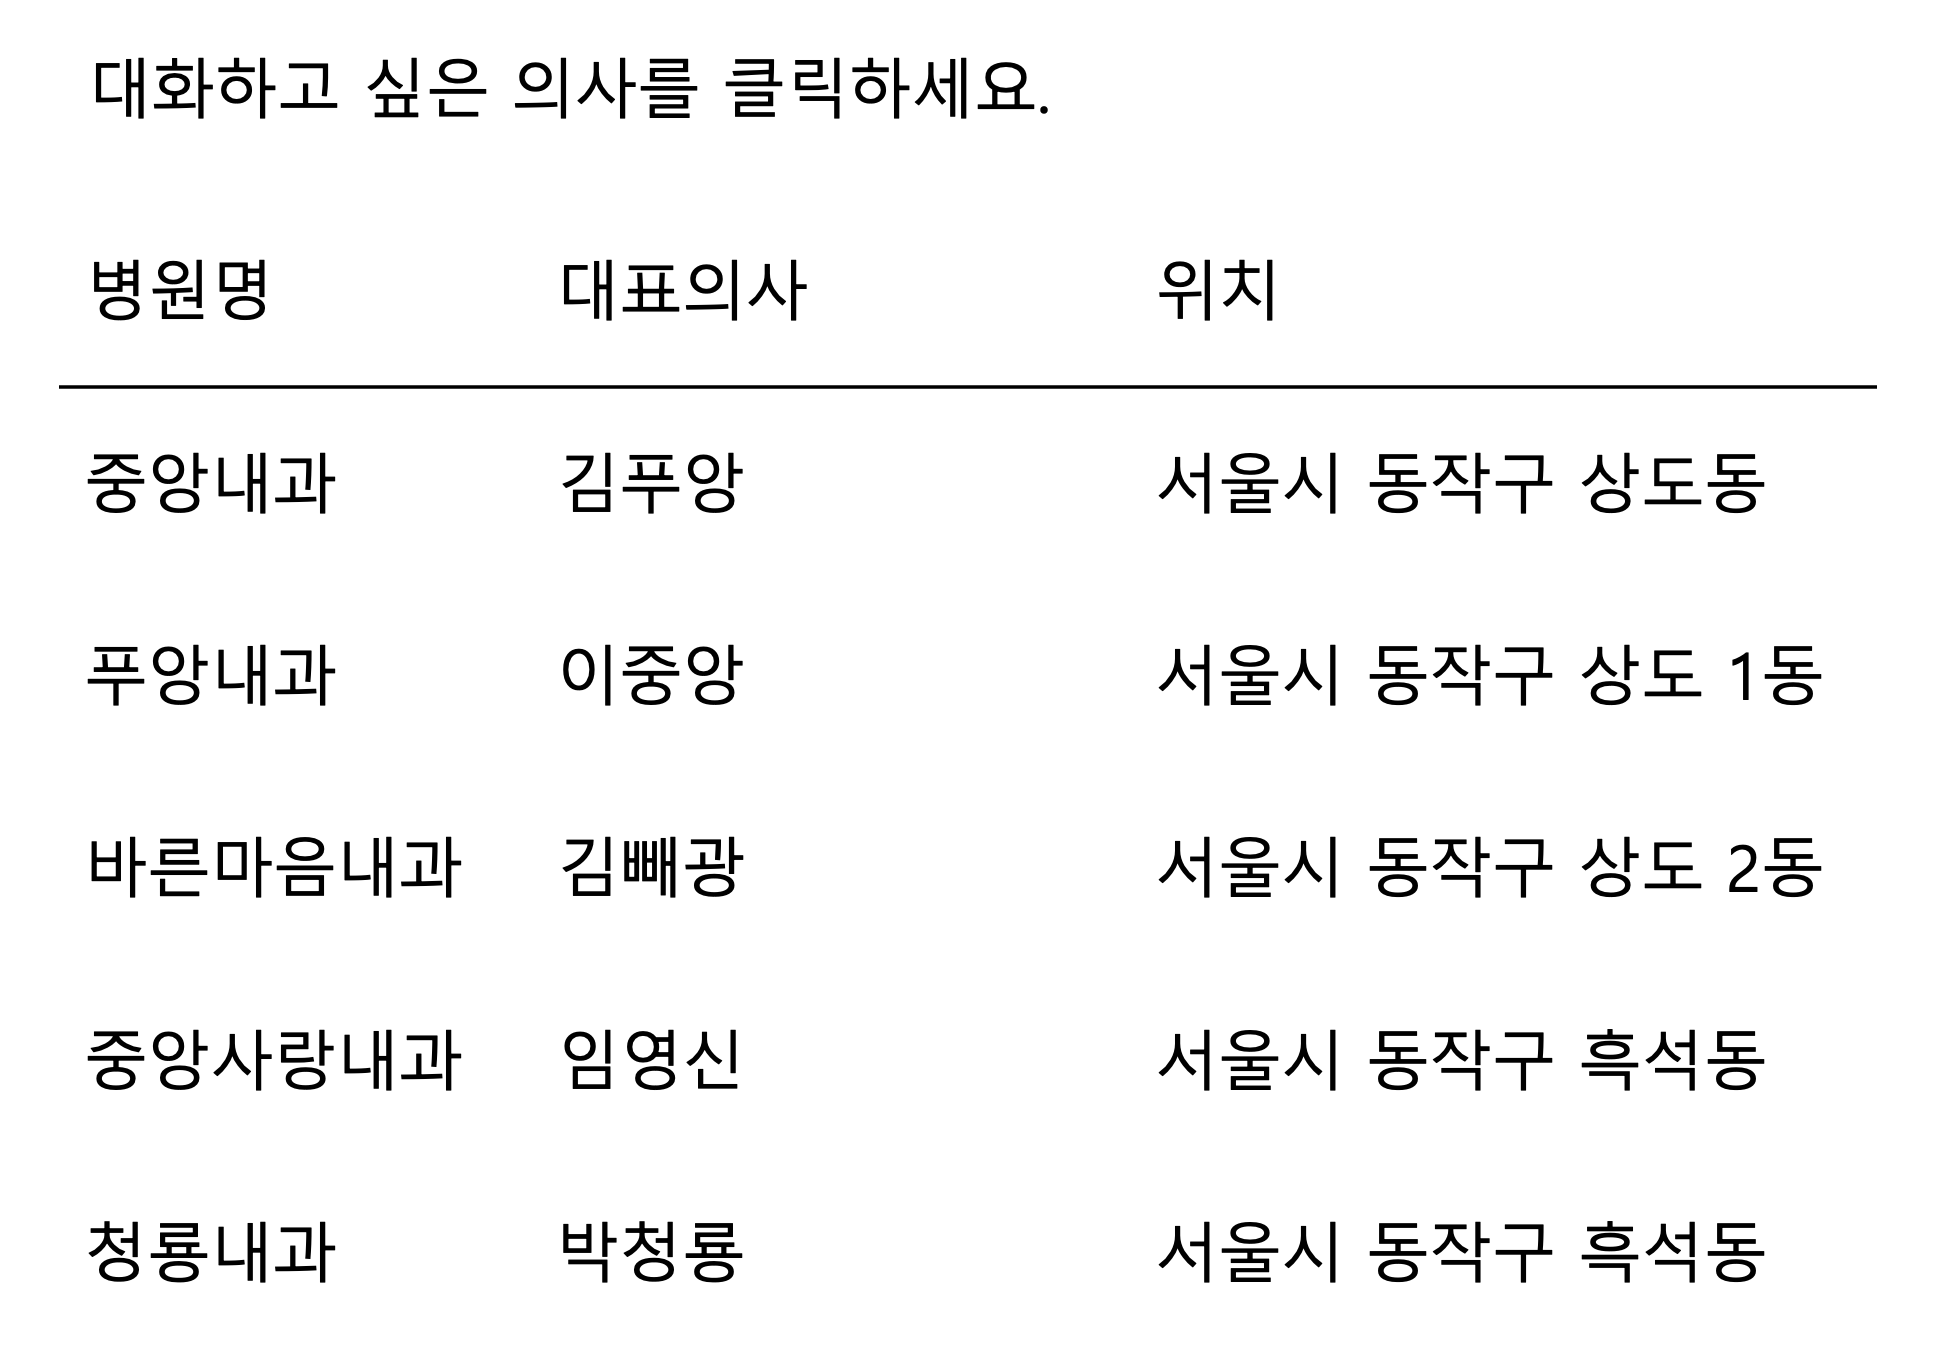 대화하고 싶은 의사를 클릭하세요.
병원명 대표의사 위치
중앙내과 김푸앙 서울시 동작구 상도동
푸앙내과 이중앙 서울시 동작구 상도 1동
바른마음내과 김빼광 서울시 동작구 상도 2동
중앙사랑내과 임영신 서울시 동작구 흑석동
청룡내과 박청룡 서울시 동작구 흑석동